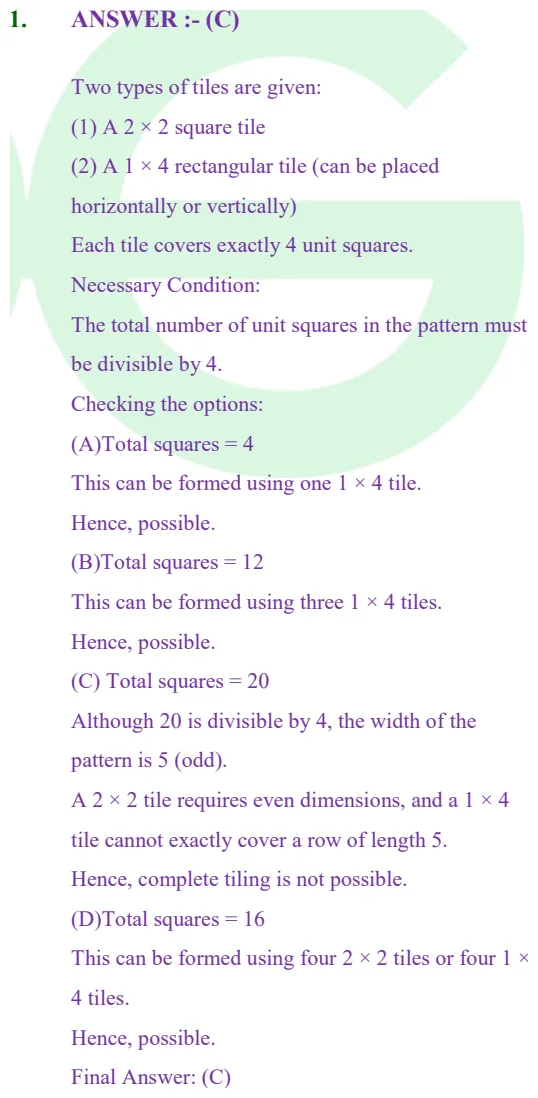 1. ANSWER :- (C)
Two types of tiles are given:
(1) A 2 × 2 square tile
(2) A 1 × 4 rectangular tile (can be placed
horizontally or vertically)
Each tile covers exactly 4 unit squares.
Necessary Condition:
The total number of unit squares in the pattern must
be divisible by 4.
Checking the options:
(A)Total squares = 4
This can be formed using one 1 × 4 tile.
Hence, possible.
(B)Total squares = 12
This can be formed using three 1 × 4 tiles.
Hence, possible.
(C) Total squares = 20
Although 20 is divisible by 4, the width of the
pattern is 5 (odd).
A 2 × 2 tile requires even dimensions, and a 1 × 4
tile cannot exactly cover a row of length 5.
Hence, complete tiling is not possible.
(D)Total squares = 16
This can be formed using four 2 × 2 tiles or four 1 ×
4 tiles.
Hence, possible.
Final Answer: (C)